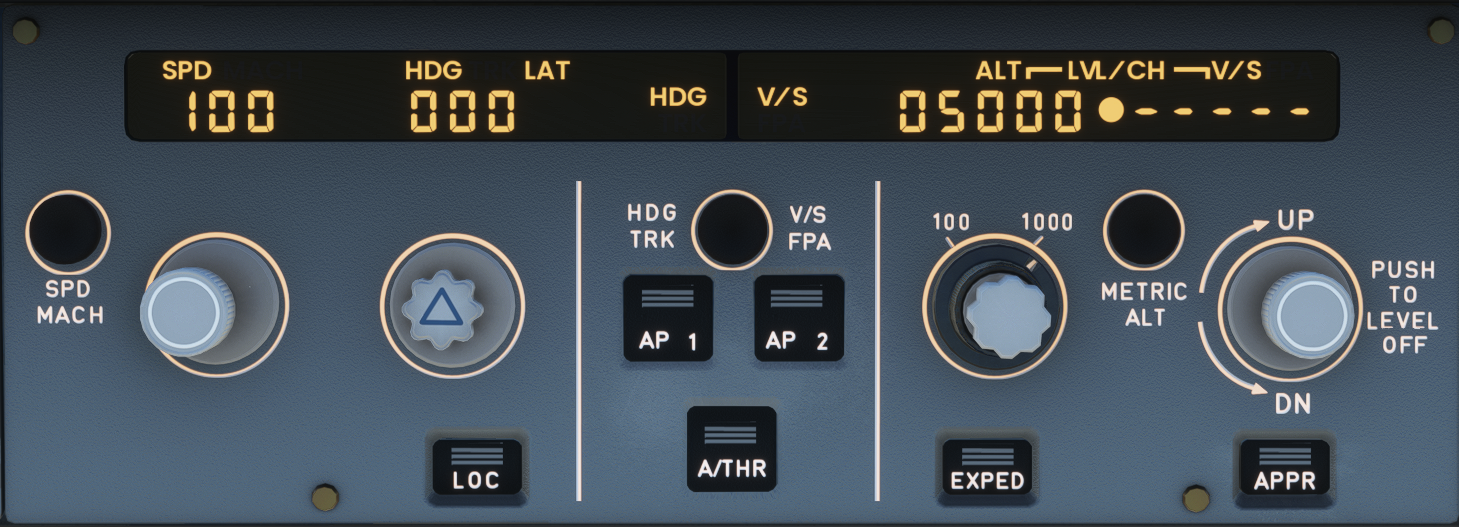 SPD HDG LAT ALT LVL/CH V/S
HDG V/S
100 000 05000 -----
100 1000 UP
HDG V/S
TRK FPA
PUSH
TO
LEVEL
OFF
SPD
MACH
METRIC
ALT
AP 1 AP 2
DN
A/THR
LOC EXPED APPR